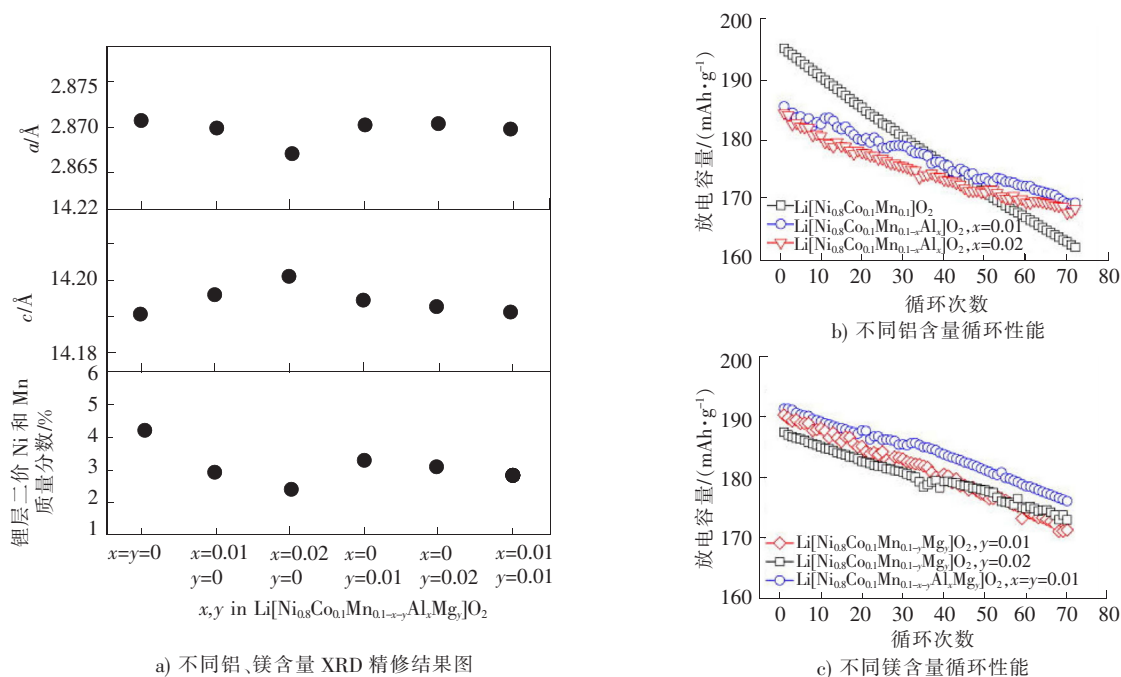 2.875
2.870
2.865
14.22
a/Å
14.20
14.18
c/Å
6
5
4
3
2
1
锂层二价 Ni 和 Mn
质量分数/%
x=y=0
x=0.01
y=0
x=0.02
y=0
x=0
y=0.01
x=0
y=0.02
x=0.01
y=0.01
x,y in Li[Ni0.8Co0.1Mn0.1-x-yAlxMgy]O2
a) 不同铝、镁含量 XRD 精修结果图
200
190
180
170
160
放电容量/(mAh·g⁻¹)
Li[Ni0.8Co0.1Mn0.1]O2
Li[Ni0.8Co0.1Mn0.1-xAlx]O2,x=0.01
Li[Ni0.8Co0.1Mn0.1-xAlx]O2,x=0.02
0 10 20 30 40 50 60 70 80
循环次数
b) 不同铝含量循环性能
200
190
180
170
160
放电容量/(mAh·g⁻¹)
Li[Ni0.8Co0.1Mn0.1-yMgy]O2,y=0.01
Li[Ni0.8Co0.1Mn0.1-yMgy]O2,y=0.02
Li[Ni0.8Co0.1Mn0.1-x-yAlxMgy]O2,x=y=0.01
0 10 20 30 40 50 60 70 80
循环次数
c) 不同镁含量循环性能